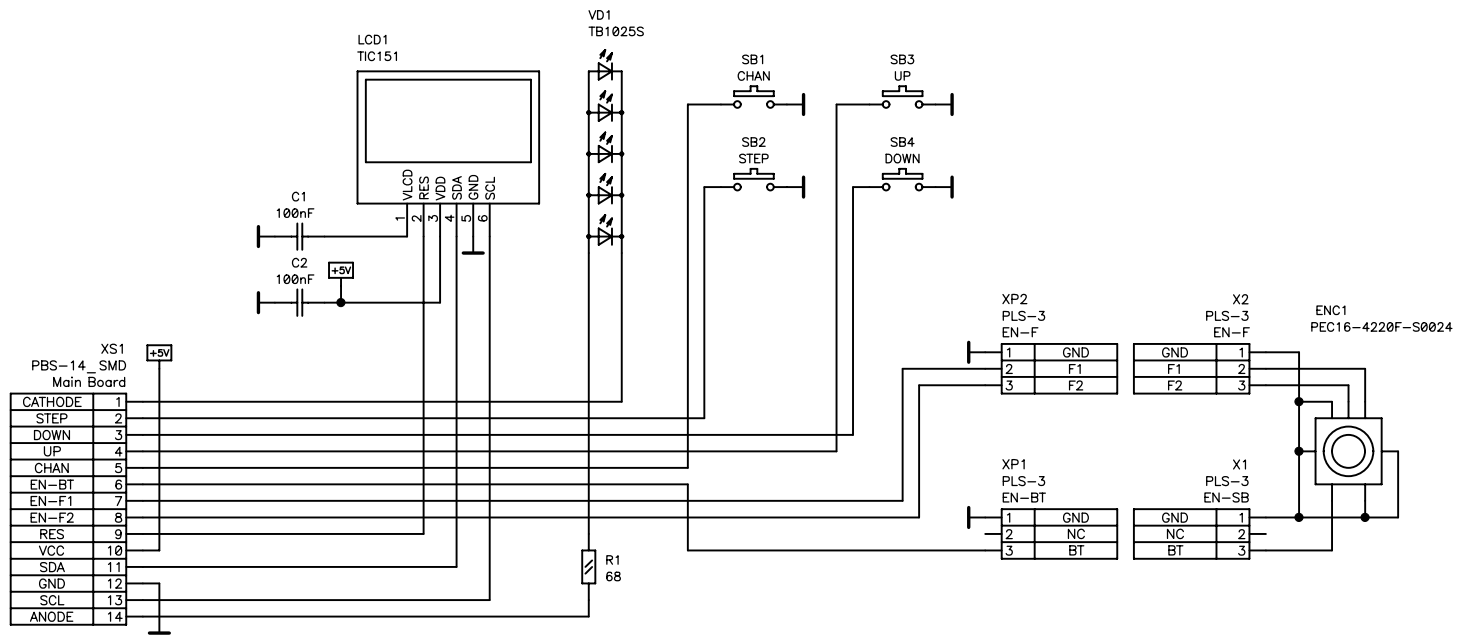 VD1
TB1025S
LCD1
TIC151
SB1
CHAN
SB3
UP
SB2
STEP
SB4
DOWN
VLCD
RES
VDD
SDA
GND
SCL
1
2
3
4
5
6
C1
100nF
C2
100nF
+5V
XS1
PBS-14_SMD
Main Board
+5V
CATHODE 1
STEP 2
DOWN 3
UP 4
CHAN 5
EN-BT 6
EN-F1 7
EN-F2 8
RES 9
VCC 10
SDA 11
GND 12
SCL 13
ANODE 14
R1
68
XP2
PLS-3
EN-F
1 GND
2 F1
3 F2
X2
PLS-3
EN-F
GND 1
F1 2
F2 3
ENC1
PEC16-4220F-S0024
XP1
PLS-3
EN-BT
1 GND
2 NC
3 BT
X1
PLS-3
EN-SB
GND 1
NC 2
BT 3